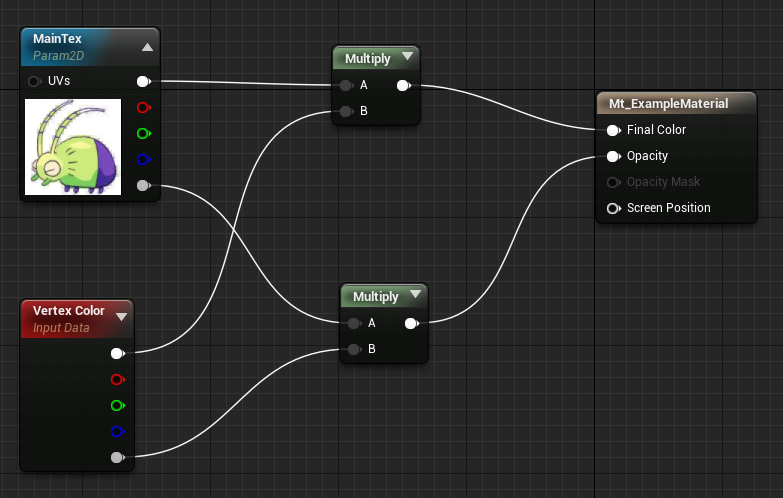 MainTex
Param2D
UVs
Multiply
A
B
Mt_ExampleMaterial
Final Color
Opacity
Opacity Mask
Screen Position
Vertex Color
Input Data
Multiply
A
B